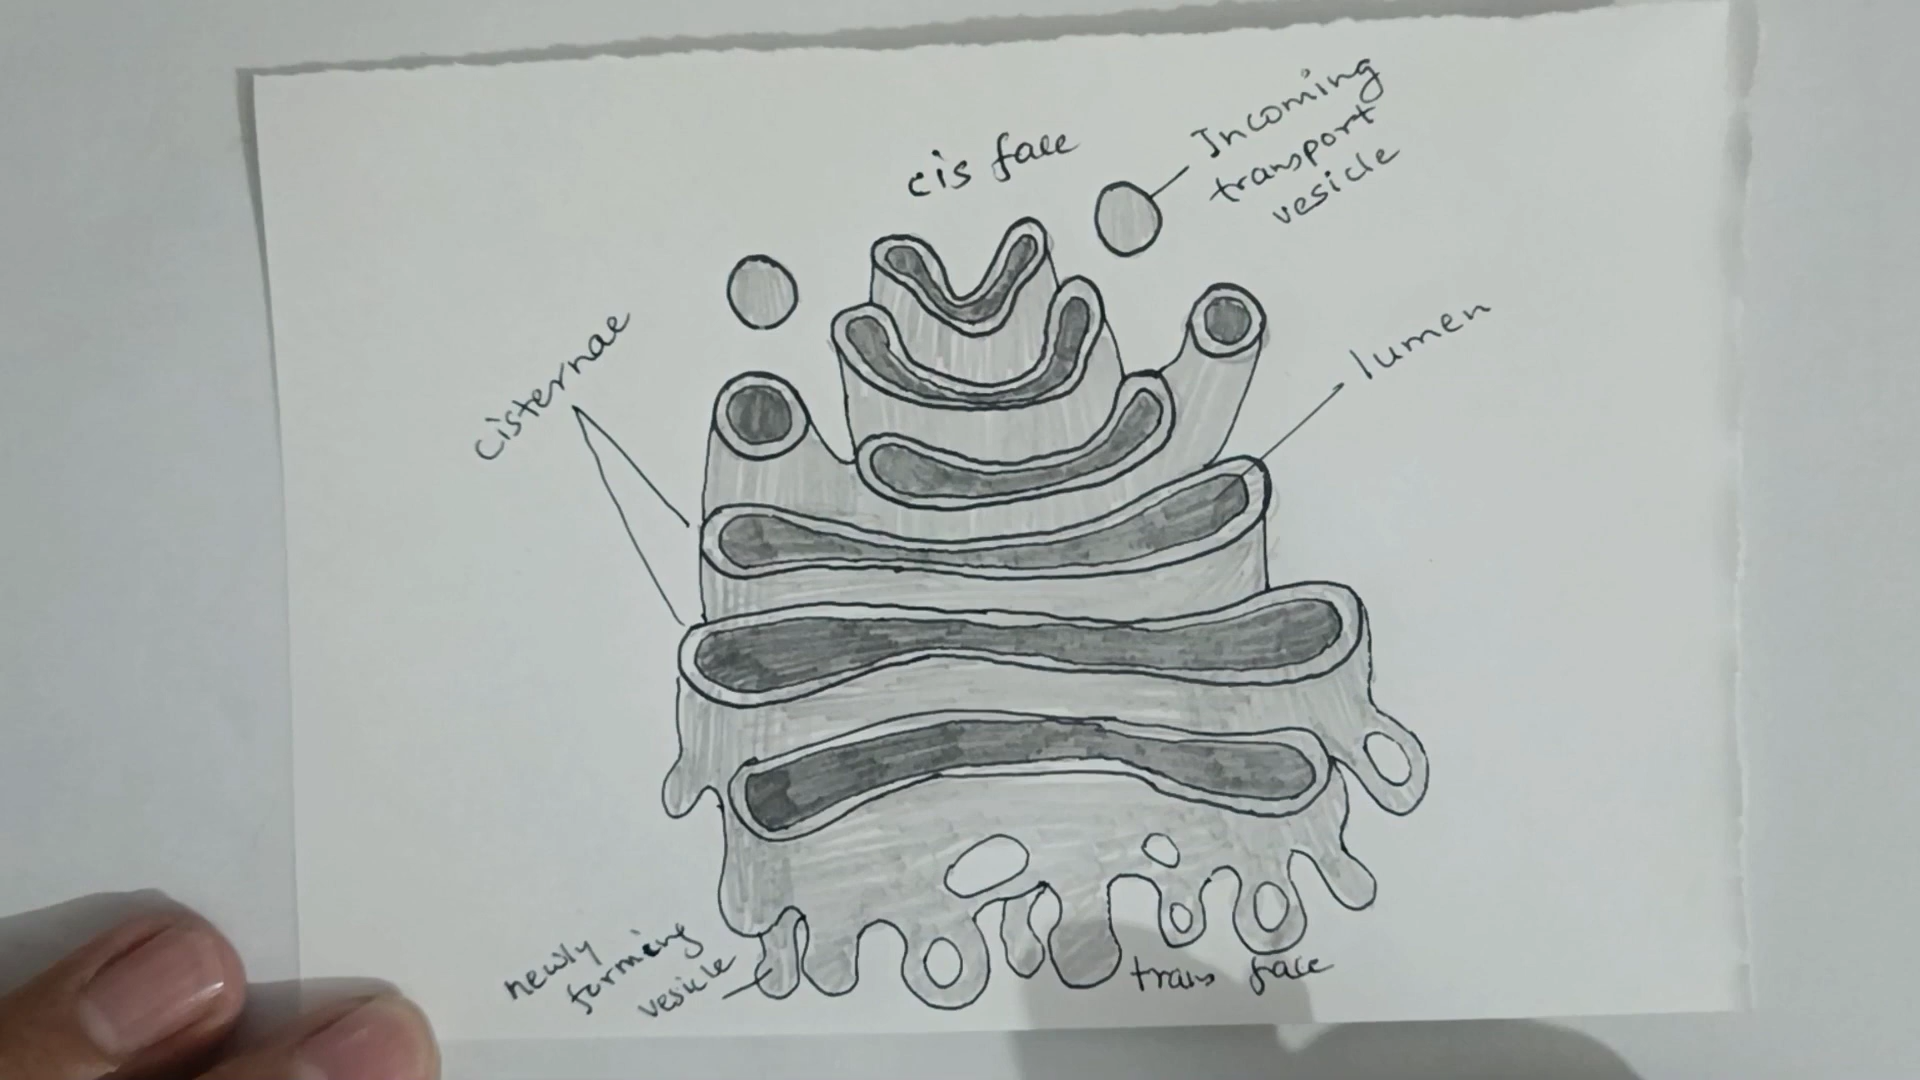 cis face
Incoming
transport
vesicle
cisternae
lumen
newly
forming
vesicle
trans face